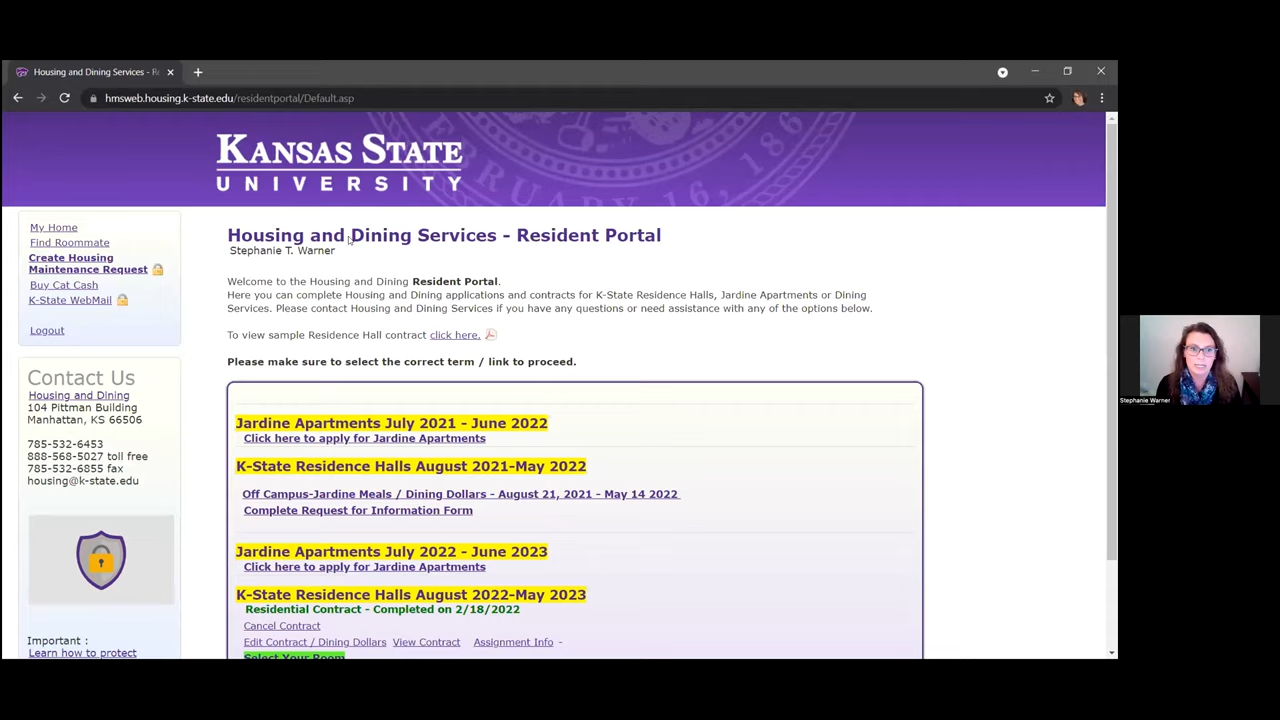 Housing and Dining Services - Re
hmsweb.housing.k-state.edu/residentportal/Default.asp
KANSAS STATE
UNIVERSITY
FEBRUARY 16, 186
My Home
Find Roommate
Create Housing
Maintenance Request
Buy Cat Cash
K-State WebMail
Logout
Contact Us
Housing and Dining
104 Pittman Building
Manhattan, KS 66506
785-532-6453
888-568-5027 toll free
785-532-6855 fax
housing@k-state.edu
Important :
Learn how to protect
Housing and Dining Services - Resident Portal
Stephanie T. Warner
Welcome to the Housing and Dining Resident Portal.
Here you can complete Housing and Dining applications and contracts for K-State Residence Halls, Jardine Apartments or Dining
Services. Please contact Housing and Dining Services if you have any questions or need assistance with any of the options below.
To view sample Residence Hall contract click here.
Please make sure to select the correct term / link to proceed.
Jardine Apartments July 2021 - June 2022
Click here to apply for Jardine Apartments
K-State Residence Halls August 2021-May 2022
Off Campus-Jardine Meals / Dining Dollars - August 21, 2021 - May 14 2022
Complete Request for Information Form
Jardine Apartments July 2022 - June 2023
Click here to apply for Jardine Apartments
K-State Residence Halls August 2022-May 2023
Residential Contract - Completed on 2/18/2022
Cancel Contract
Edit Contract / Dining Dollars View Contract Assignment Info -
Select Your Room
Stephanie Warner